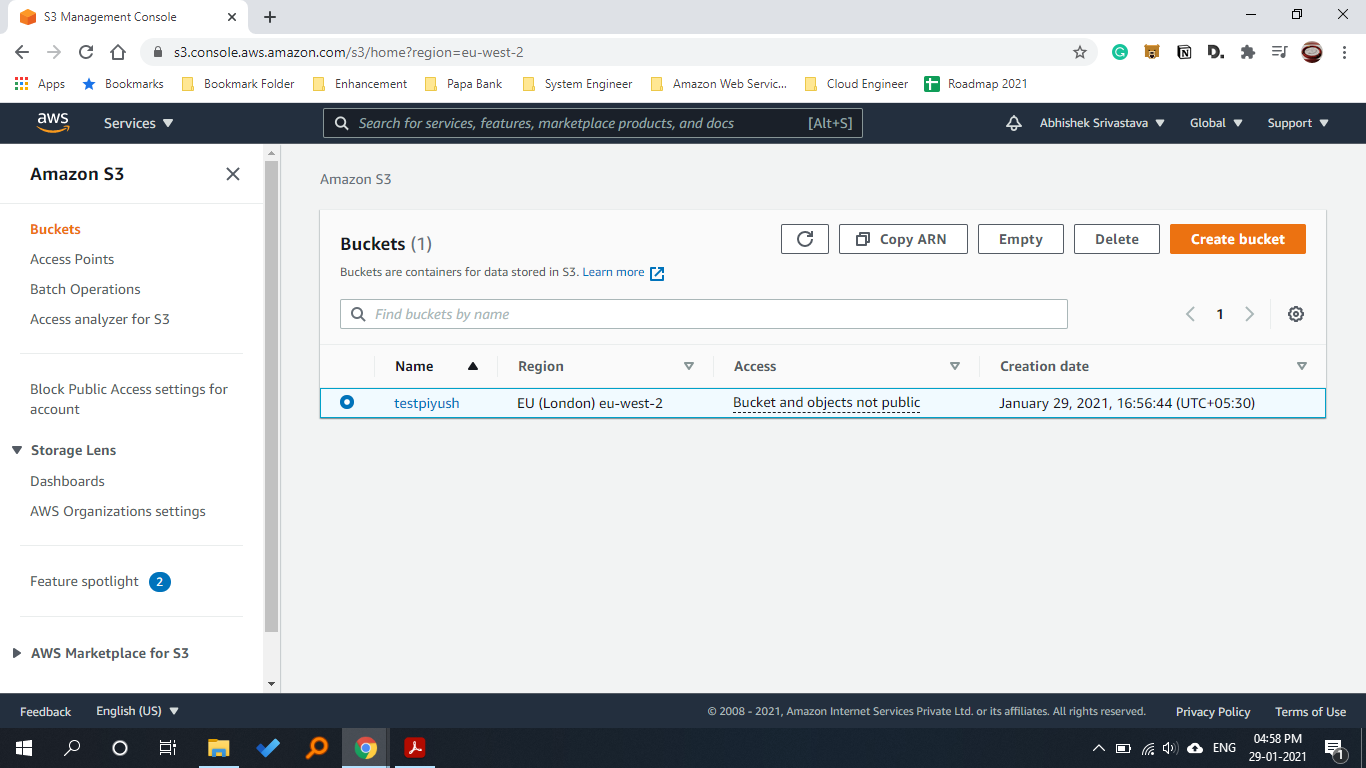 S3 Management Console
s3.console.aws.amazon.com/s3/home?region=eu-west-2
Apps Bookmarks Bookmark Folder Enhancement Papa Bank System Engineer Amazon Web Servic... Cloud Engineer Roadmap 2021
aws Services Search for services, features, marketplace products, and docs [Alt+S] Abhishek Srivastava Global Support
Amazon S3
Buckets
Access Points
Batch Operations
Access analyzer for S3
Block Public Access settings for
account
Storage Lens
Dashboards
AWS Organizations settings
Feature spotlight 2
AWS Marketplace for S3
Amazon S3
Buckets (1) Copy ARN Empty Delete Create bucket
Buckets are containers for data stored in S3. Learn more
Find buckets by name 1
Name Region Access Creation date
testpiyush EU (London) eu-west-2 Bucket and objects not public January 29, 2021, 16:56:44 (UTC+05:30)
Feedback English (US) © 2008 - 2021, Amazon Internet Services Private Ltd. or its affiliates. All rights reserved. Privacy Policy Terms of Use
ENG 04:58 PM 1
29-01-2021